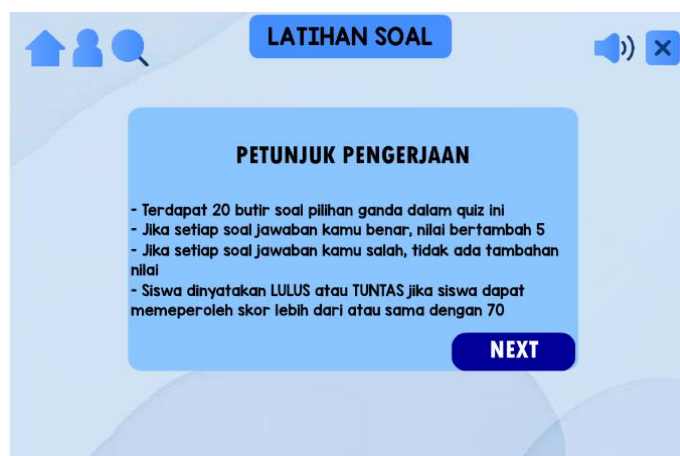 LATIHAN SOAL
PETUNJUK PENGERJAAN
- Terdapat 20 butir soal pilihan ganda dalam quiz ini
- Jika setiap soal jawaban kamu benar, nilai bertambah 5
- Jika setiap soal jawaban kamu salah, tidak ada tambahan
nilai
- Siswa dinyatakan LULUS atau TUNTAS jika siswa dapat
memeperoleh skor lebih dari atau sama dengan 70
NEXT